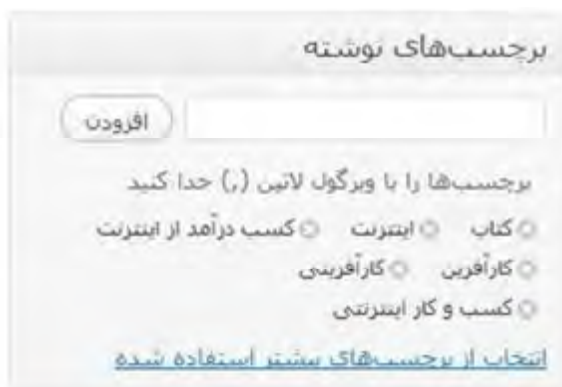 برچسب‌های نوشته
افزودن
برچسب‌ها را با ویرگول لاتین (,) جدا کنید
کتاب اینترنت کسب درآمد از اینترنت
کارآفرین کارآفرینی
کسب و کار اینترنتی
انتخاب از برچسب‌های بیشتر استفاده شده